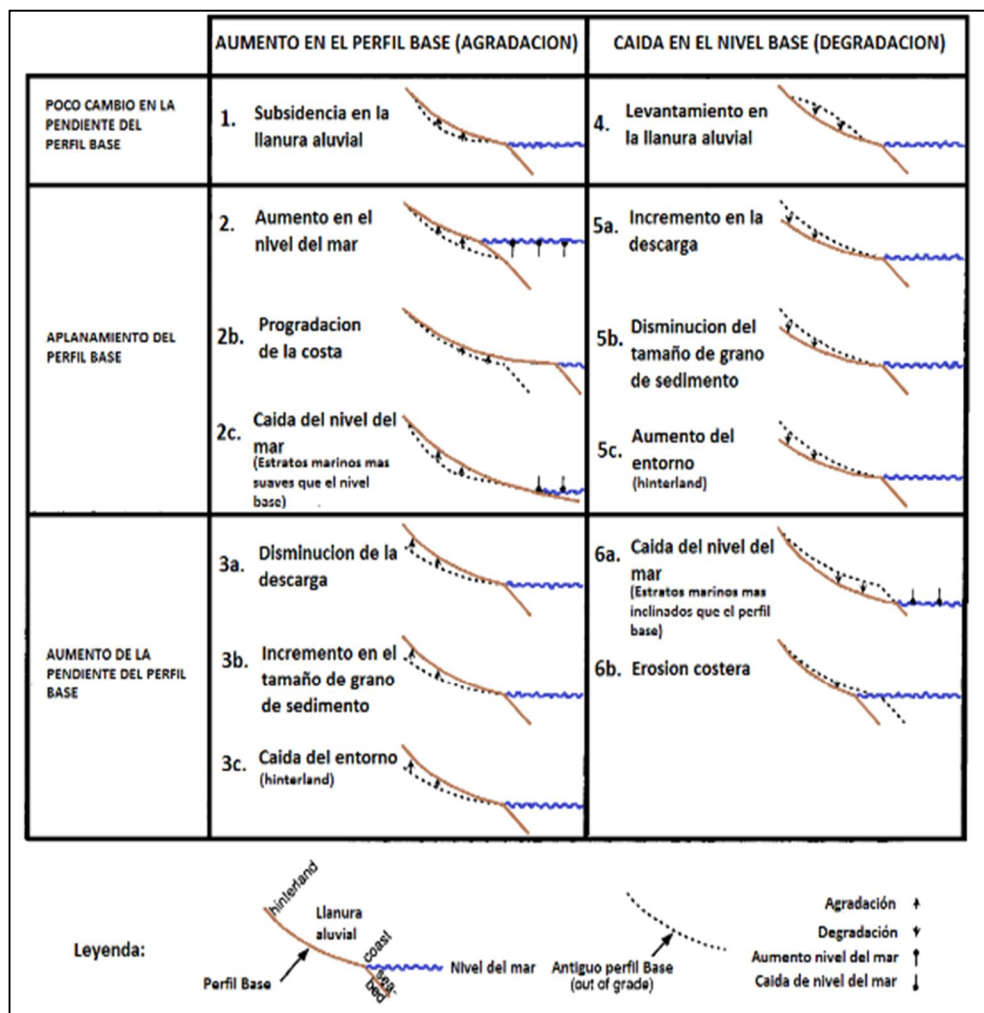 AUMENTO EN EL PERFIL BASE (AGRADACION)
CAIDA EN EL NIVEL BASE (DEGRADACION)
POCO CAMBIO EN LA
PENDIENTE DEL
PERFIL BASE
1. Subsidencia en la
llanura aluvial
4. Levantamiento en
la llanura aluvial
APLANAMIENTO DEL
PERFIL BASE
2. Aumento en el
nivel del mar
2b. Progradacion
de la costa
2c. Caida del nivel del
mar
(Estratos marinos mas
suaves que el nivel
base)
5a. Incremento en la
descarga
5b. Disminucion del
tamaño de grano
de sedimento
5c. Aumento del
entorno
(hinterland)
AUMENTO DE LA
PENDIENTE DEL PERFIL
BASE
3a. Disminucion de la
descarga
3b. Incremento en el
tamaño de grano
de sedimento
3c. Caida del entorno
(hinterland)
6a. Caida del nivel del
mar
(Estratos marinos mas
inclinados que el perfil
base)
6b. Erosion costera
Leyenda:
hinterland
Llanura
aluvial
coast
sea-
bed
Perfil Base
Nivel del mar
Antiguo perfil Base
(out of grade)
Agradación
Degradación
Aumento nivel del mar
Caida de nivel del mar